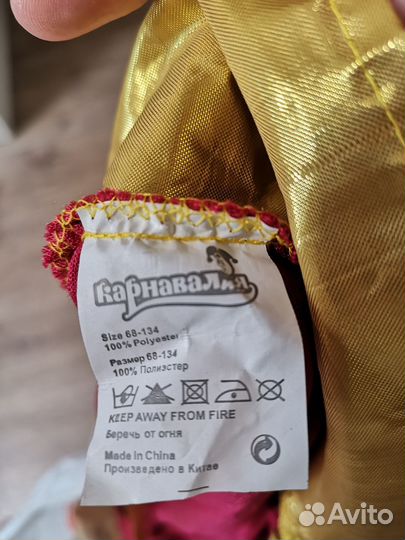 Карнавалия
Size 68-134
100% Polyester
Размер 68-134
100% Полиэстер
KEEP AWAY FROM FIRE
Беречь от огня
Made in China
Произведено в Китае
Avito